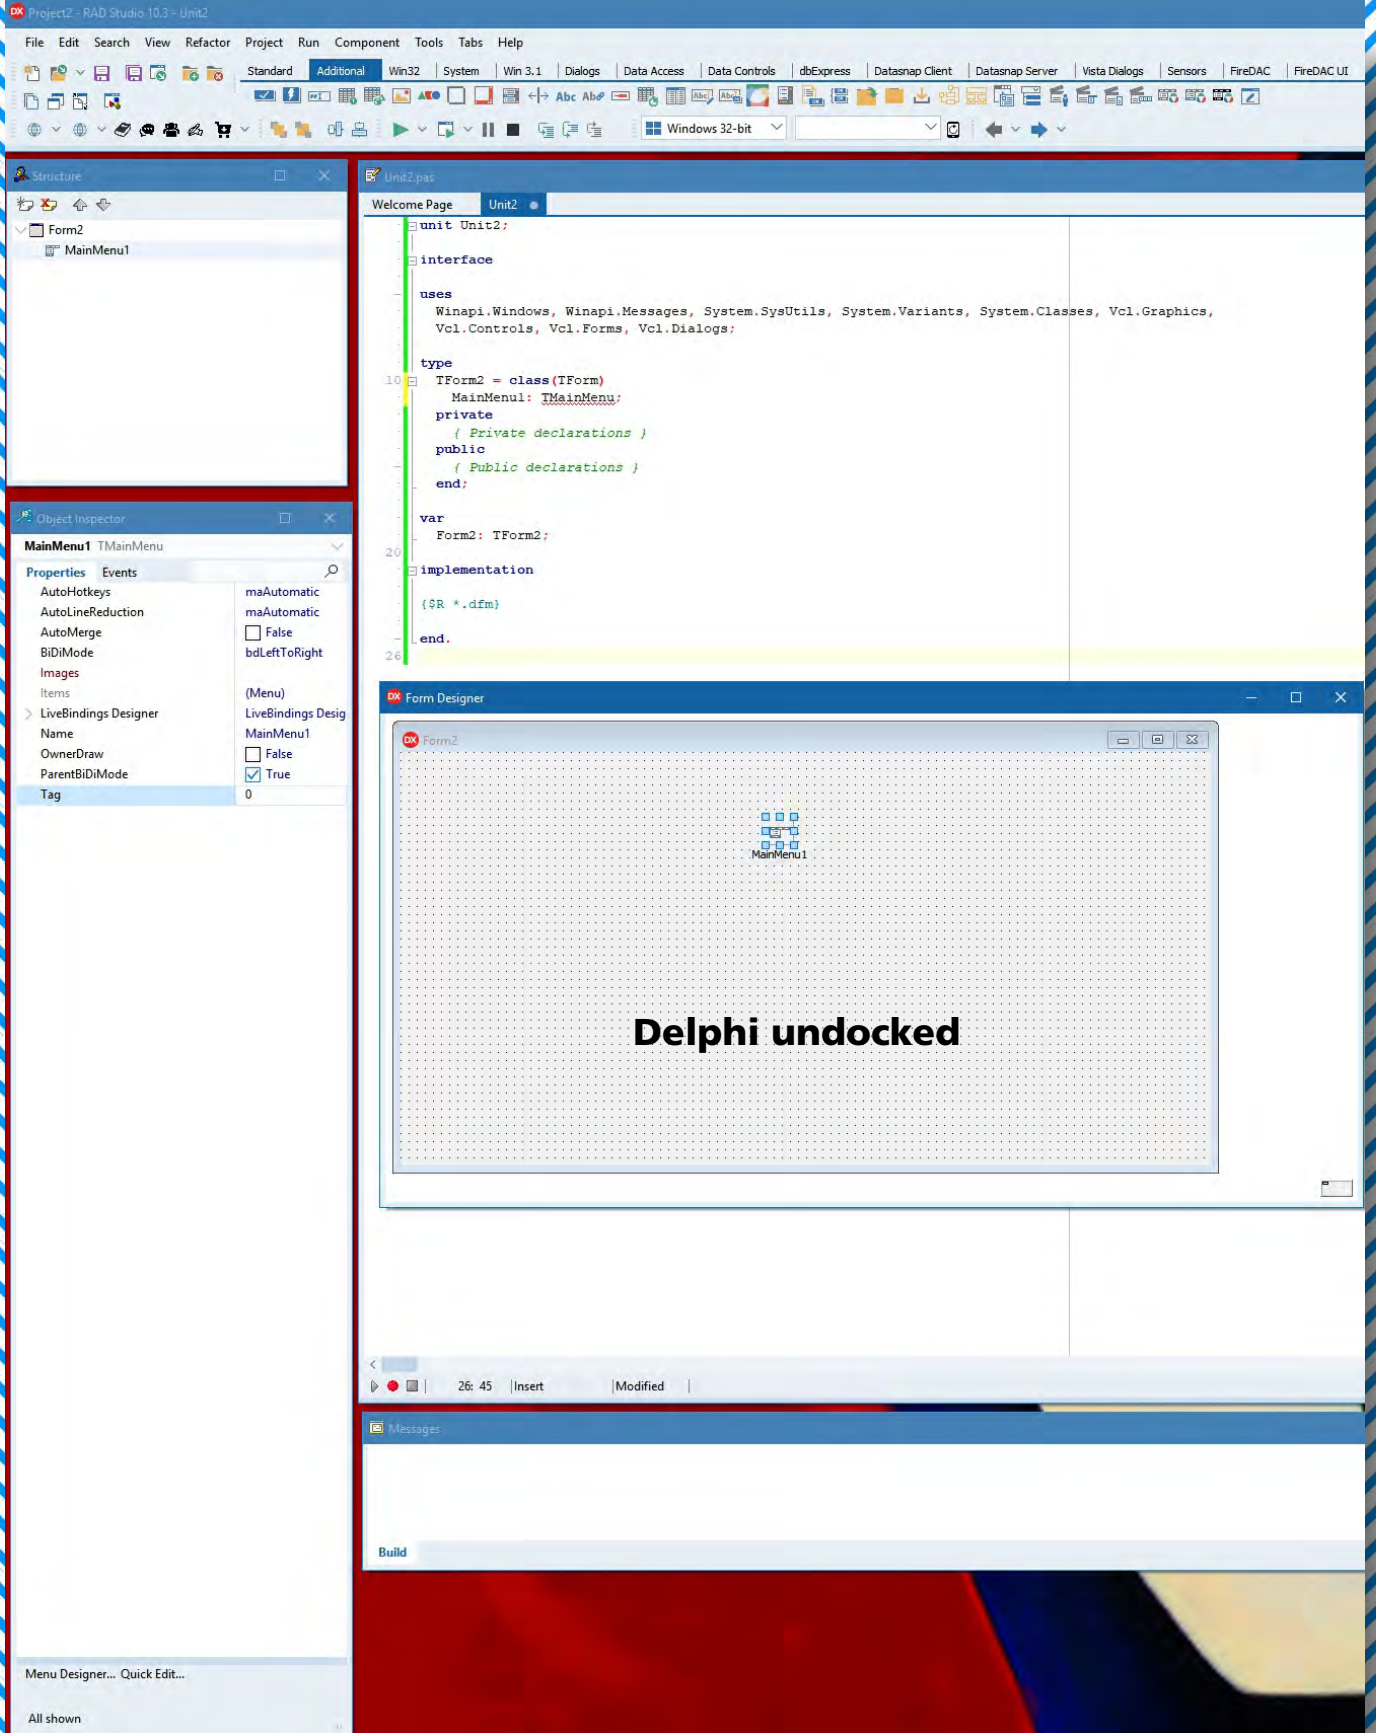 Project2 - RAD Studio 10.3 - Unit2
File Edit Search View Refactor Project Run Component Tools Tabs Help
Standard Additional Win32 System Win 3.1 Dialogs Data Access Data Controls dbExpress Datasnap Client Datasnap Server Vista Dialogs Sensors FireDAC FireDAC UI
Windows 32-bit
Structure
Form2
MainMenu1
Unit2.pas
Welcome Page Unit2
unit Unit2;
interface
uses
Winapi.Windows, Winapi.Messages, System.SysUtils, System.Variants, System.Classes, Vcl.Graphics,
Vcl.Controls, Vcl.Forms, Vcl.Dialogs;
type
10 TForm2 = class(TForm)
MainMenu1: TMainMenu;
private
{ Private declarations }
public
{ Public declarations }
end;
var
Form2: TForm2;
20
implementation
{$R *.dfm}
end.
26
Object Inspector
MainMenu1 TMainMenu
Properties Events
AutoHotkeys maAutomatic
AutoLineReduction maAutomatic
AutoMerge False
BiDiMode bdLeftToRight
Images
Items (Menu)
LiveBindings Designer LiveBindings Desig
Name MainMenu1
OwnerDraw False
ParentBiDiMode True
Tag 0
Form Designer
Form2
MainMenu1
Delphi undocked
26: 45 Insert Modified
Messages
Build
Menu Designer... Quick Edit...
All shown